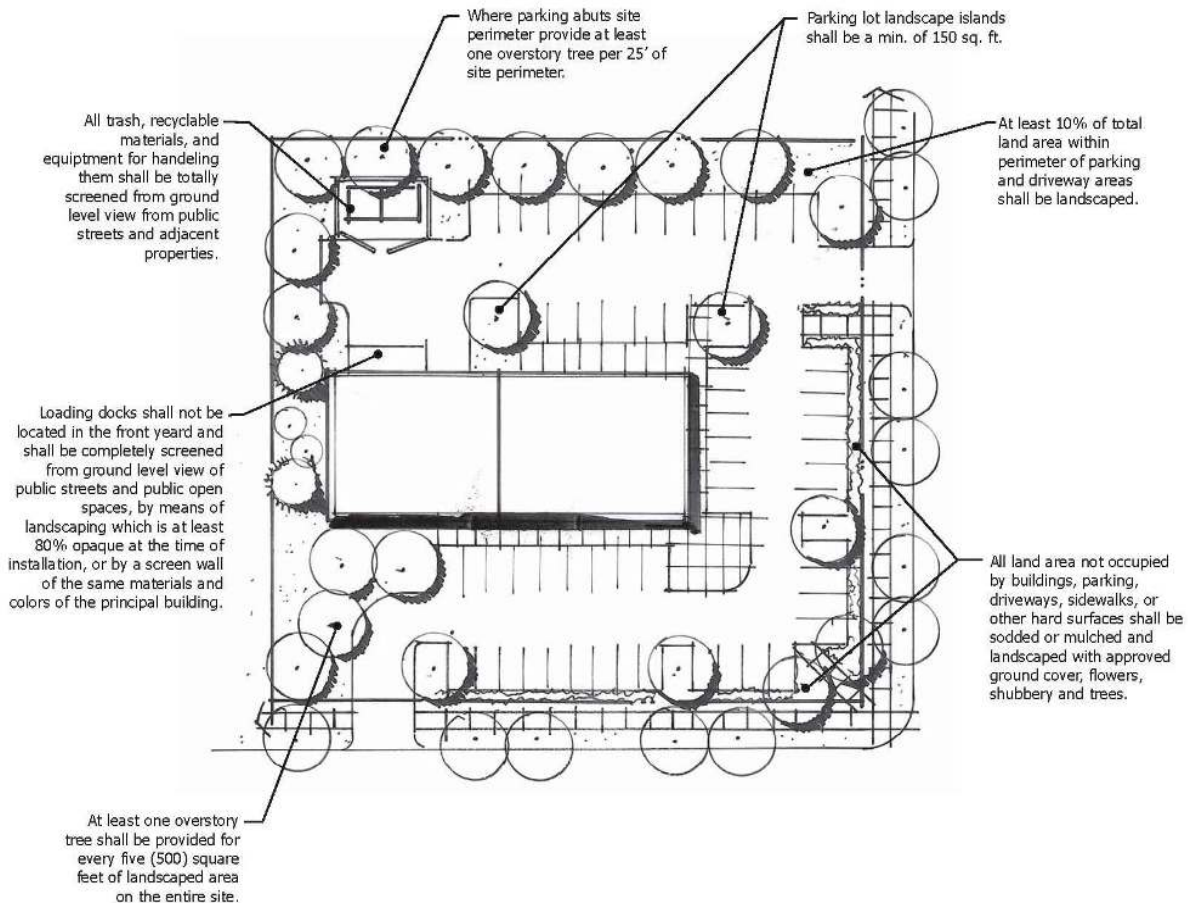 Where parking abuts site
perimeter provide at least
one overstory tree per 25' of
site perimeter.
Parking lot landscape islands
shall be a min. of 150 sq. ft.
All trash, recyclable
materials, and
equiptment for handeling
them shall be totally
screened from ground
level view from public
streets and adjacent
properties.
At least 10% of total
land area within
perimeter of parking
and driveway areas
shall be landscaped.
Loading docks shall not be
located in the front yeard and
shall be completely screened
from ground level view of
public streets and public open
spaces, by means of
landscaping which is at least
80% opaque at the time of
installation, or by a screen wall
of the same materials and
colors of the principal building.
All land area not occupied
by buildings, parking,
driveways, sidewalks, or
other hard surfaces shall be
sodded or mulched and
landscaped with approved
ground cover, flowers,
shubbery and trees.
At least one overstory
tree shall be provided for
every five (500) square
feet of landscaped area
on the entire site.